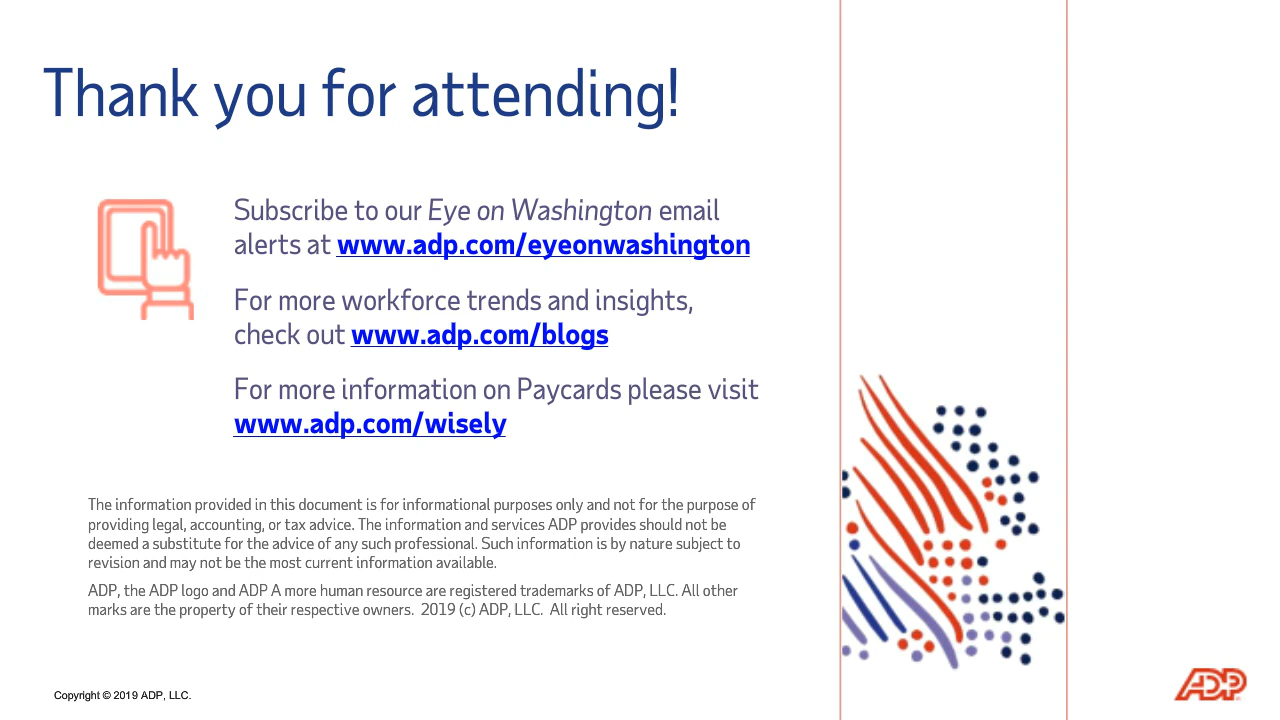 Thank you for attending!
Subscribe to our Eye on Washington email
alerts at www.adp.com/eyeonwashington
For more workforce trends and insights,
check out www.adp.com/blogs
For more information on Paycards please visit
www.adp.com/wisely
The information provided in this document is for informational purposes only and not for the purpose of
providing legal, accounting, or tax advice. The information and services ADP provides should not be
deemed a substitute for the advice of any such professional. Such information is by nature subject to
revision and may not be the most current information available.
ADP, the ADP logo and ADP A more human resource are registered trademarks of ADP, LLC. All other
marks are the property of their respective owners.  2019 (c) ADP, LLC.  All right reserved.
Copyright © 2019 ADP, LLC.
ADP